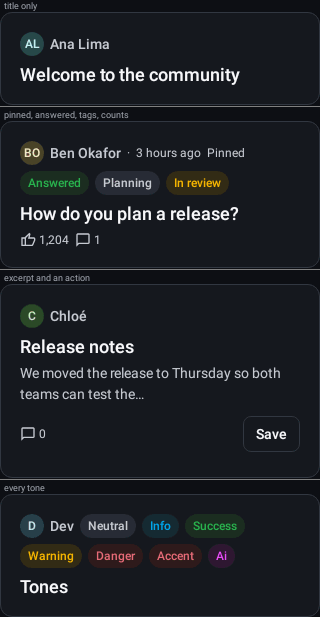 title only
AL Ana Lima
Welcome to the community
pinned, answered, tags, counts
BO Ben Okafor · 3 hours ago Pinned
Answered Planning In review
How do you plan a release?
1,204 1
excerpt and an action
C Chloé
Release notes
We moved the release to Thursday so both
teams can test the…
0 Save
every tone
D Dev Neutral Info Success
Warning Danger Accent Ai
Tones